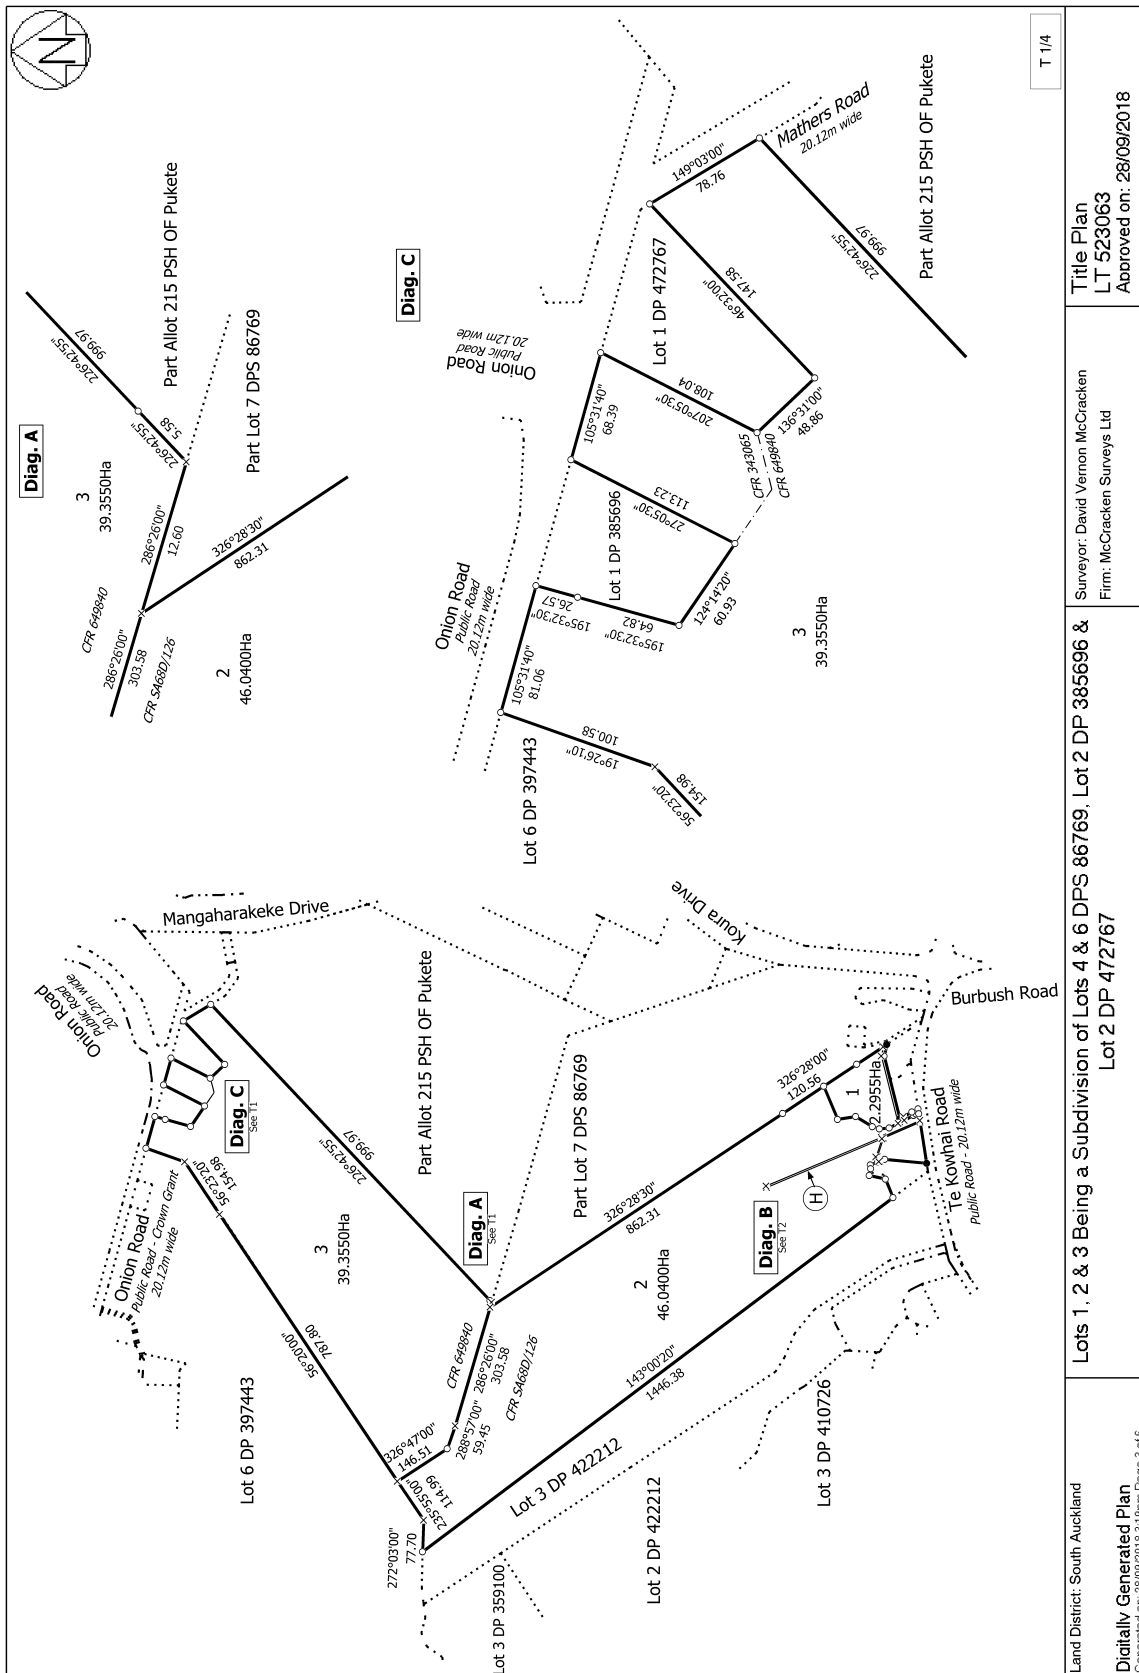 N
Diag. A
226°42'55"
999.97
Part Allot 215 PSH OF Pukete
226°42'55"
5.58
Part Lot 7 DPS 86769
3
39.3550Ha
286°26'00"
12.60
326°28'30"
862.31
CFR 649840
286°26'00"
303.58
CFR SA68D/126
2
46.0400Ha
Diag. C
Mathers Road
20.12m wide
149°03'00"
78.76
Part Allot 215 PSH OF Pukete
226°42'55"
999.97
Lot 1 DP 472767
46°32'00"
147.58
Onion Road
Public Road
20.12m wide
105°31'40"
68.39
207°05'30"
108.04
136°31'00"
48.86
CFR 343065
CFR 649840
27°05'30"
113.23
Lot 1 DP 385696
Onion Road
Public Road
20.12m wide
195°32'30"
26.57
195°32'30"
64.82
124°14'20"
60.93
3
39.3550Ha
105°31'40"
81.06
19°26'10"
100.58
56°23'20"
154.98
Lot 6 DP 397443
Mangaharakeke Drive
Onion Road
Public Road
20.12m wide
Koura Drive
Burbush Road
Part Allot 215 PSH OF Pukete
Part Lot 7 DPS 86769
Diag. C
See T1
226°42'55"
999.97
56°23'20"
154.98
Onion Road
Public Road - Crown Grant
20.12m wide
3
39.3550Ha
Diag. A
See T1
326°28'30"
862.31
326°28'00"
120.56
1
2.2955Ha
Te Kowhai Road
Public Road - 20.12m wide
H
Diag. B
See T2
2
46.0400Ha
56°20'00"
787.80
Lot 6 DP 397443
CFR 649840
286°26'00"
303.58
CFR SA68D/126
288°57'00"
59.45
326°47'00"
146.51
235°55'00"
114.99
272°03'00"
77.70
143°00'20"
1446.38
Lot 3 DP 422212
Lot 2 DP 422212
Lot 3 DP 410726
Lot 3 DP 359100
T 1/4
Land District: South Auckland
Digitally Generated Plan
Lots 1, 2 & 3 Being a Subdivision of Lots 4 & 6 DPS 86769, Lot 2 DP 385696 &
Lot 2 DP 472767
Surveyor: David Vernon McCracken
Firm: McCracken Surveys Ltd
Title Plan
LT 523063
Approved on: 28/09/2018